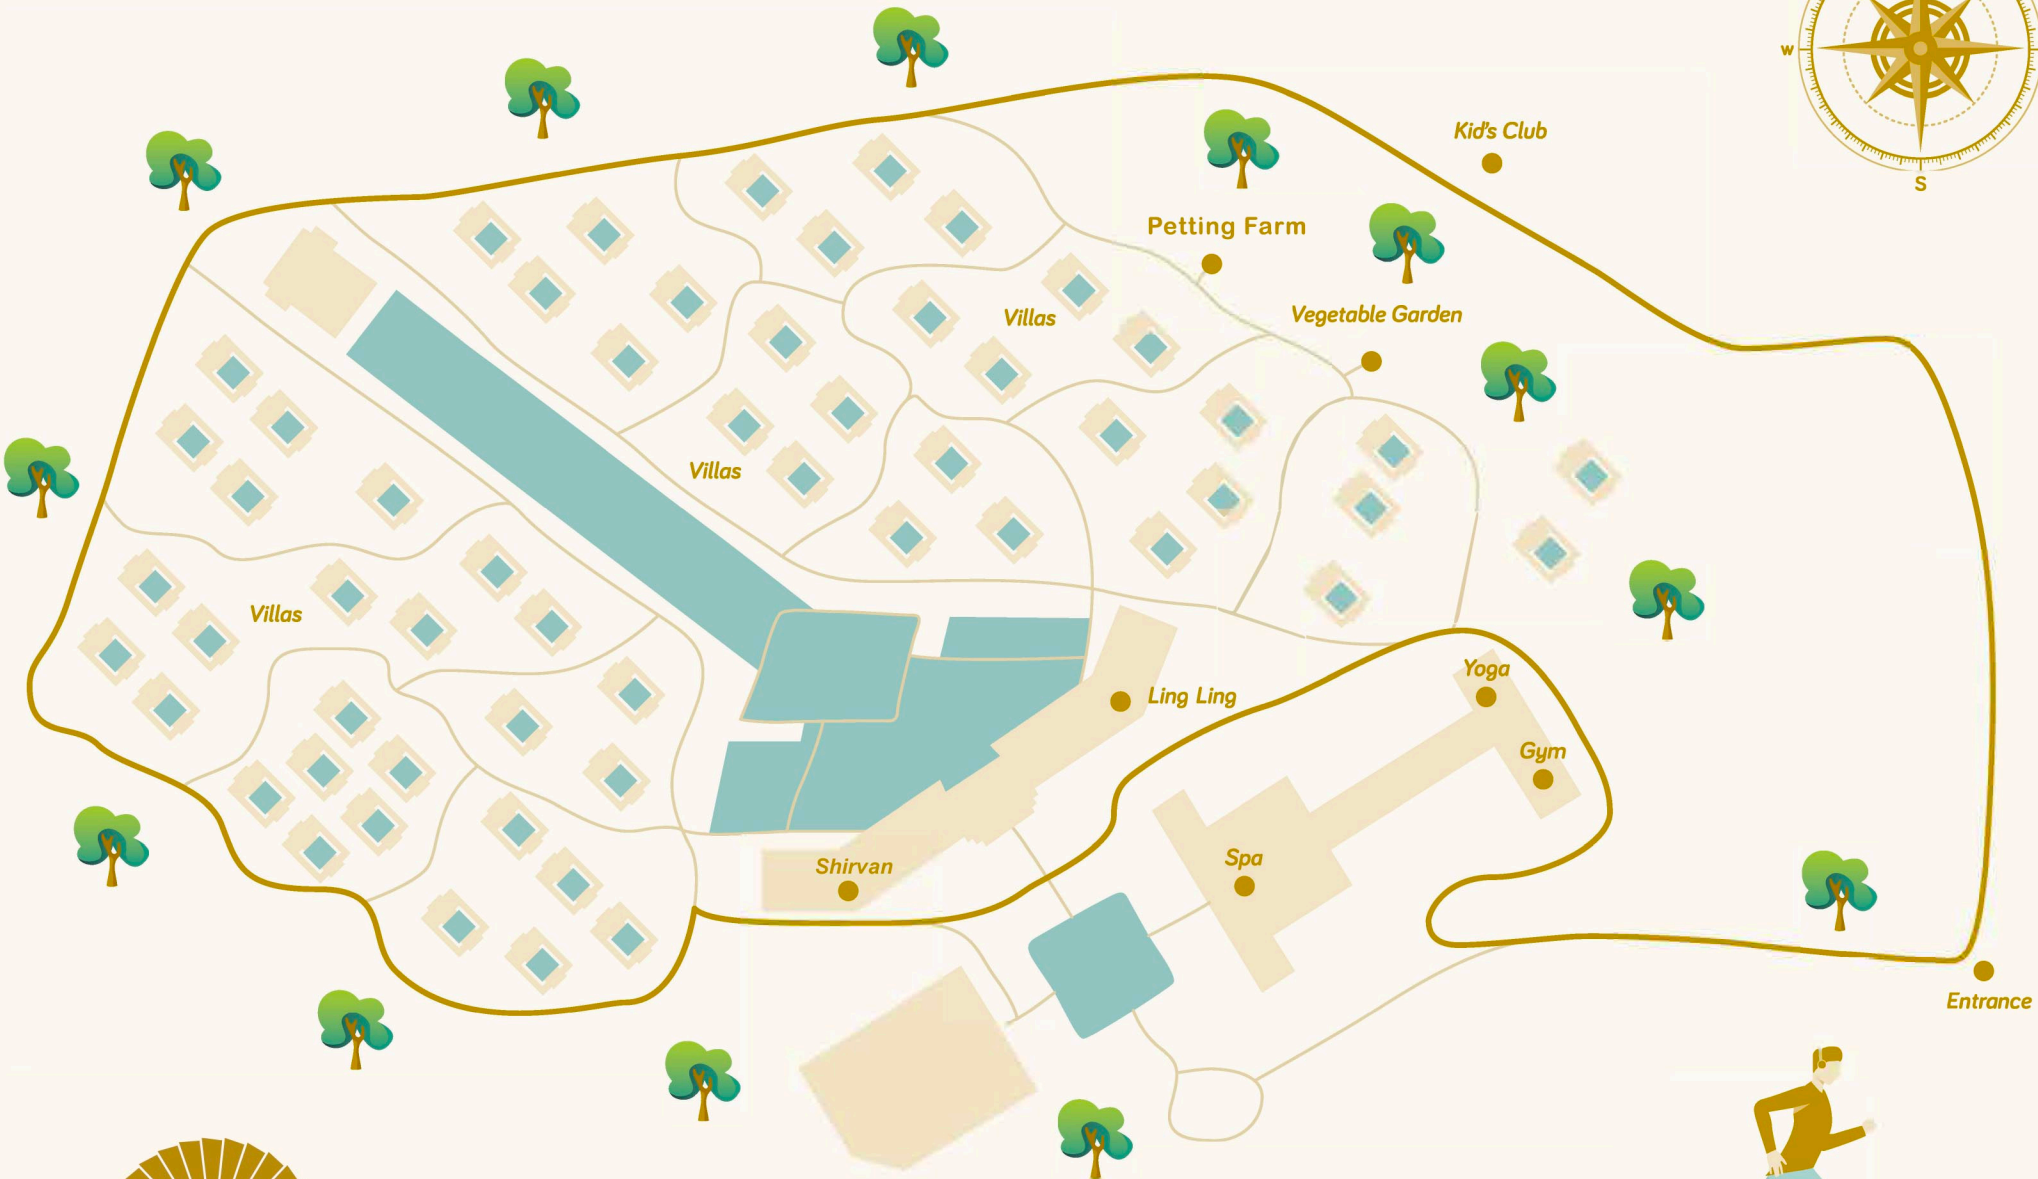 Kid's Club
W
S
Petting Farm
Vegetable Garden
Villas
Villas
Villas
Yoga
Ling Ling
Gym
Spa
Shirvan
Entrance